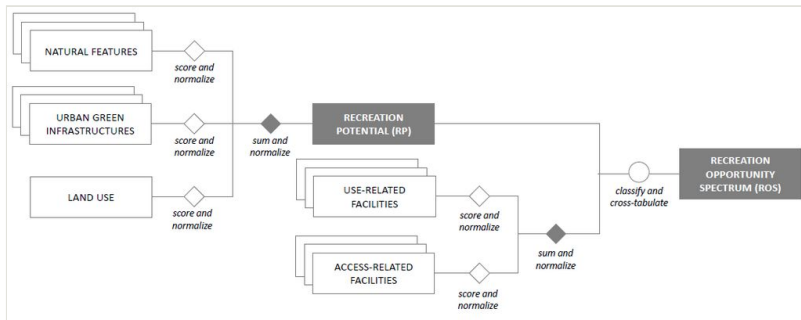 NATURAL FEATURES
score and
normalize
URBAN GREEN
INFRASTRUCTURES
score and
normalize
sum and
normalize
RECREATION
POTENTIAL (RP)
LAND USE
score and
normalize
USE-RELATED
FACILITIES
score and
normalize
ACCESS-RELATED
FACILITIES
score and
normalize
sum and
normalize
classify and
cross-tabulate
RECREATION
OPPORTUNITY
SPECTRUM (ROS)